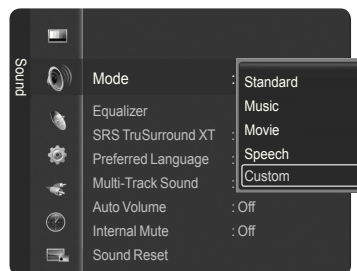 Sound
Mode :
Standard
Music
Movie
Speech
Custom
Equalizer
SRS TruSurround XT :
Preferred Language :
Multi-Track Sound :
Auto Volume : Off
Internal Mute : Off
Sound Reset